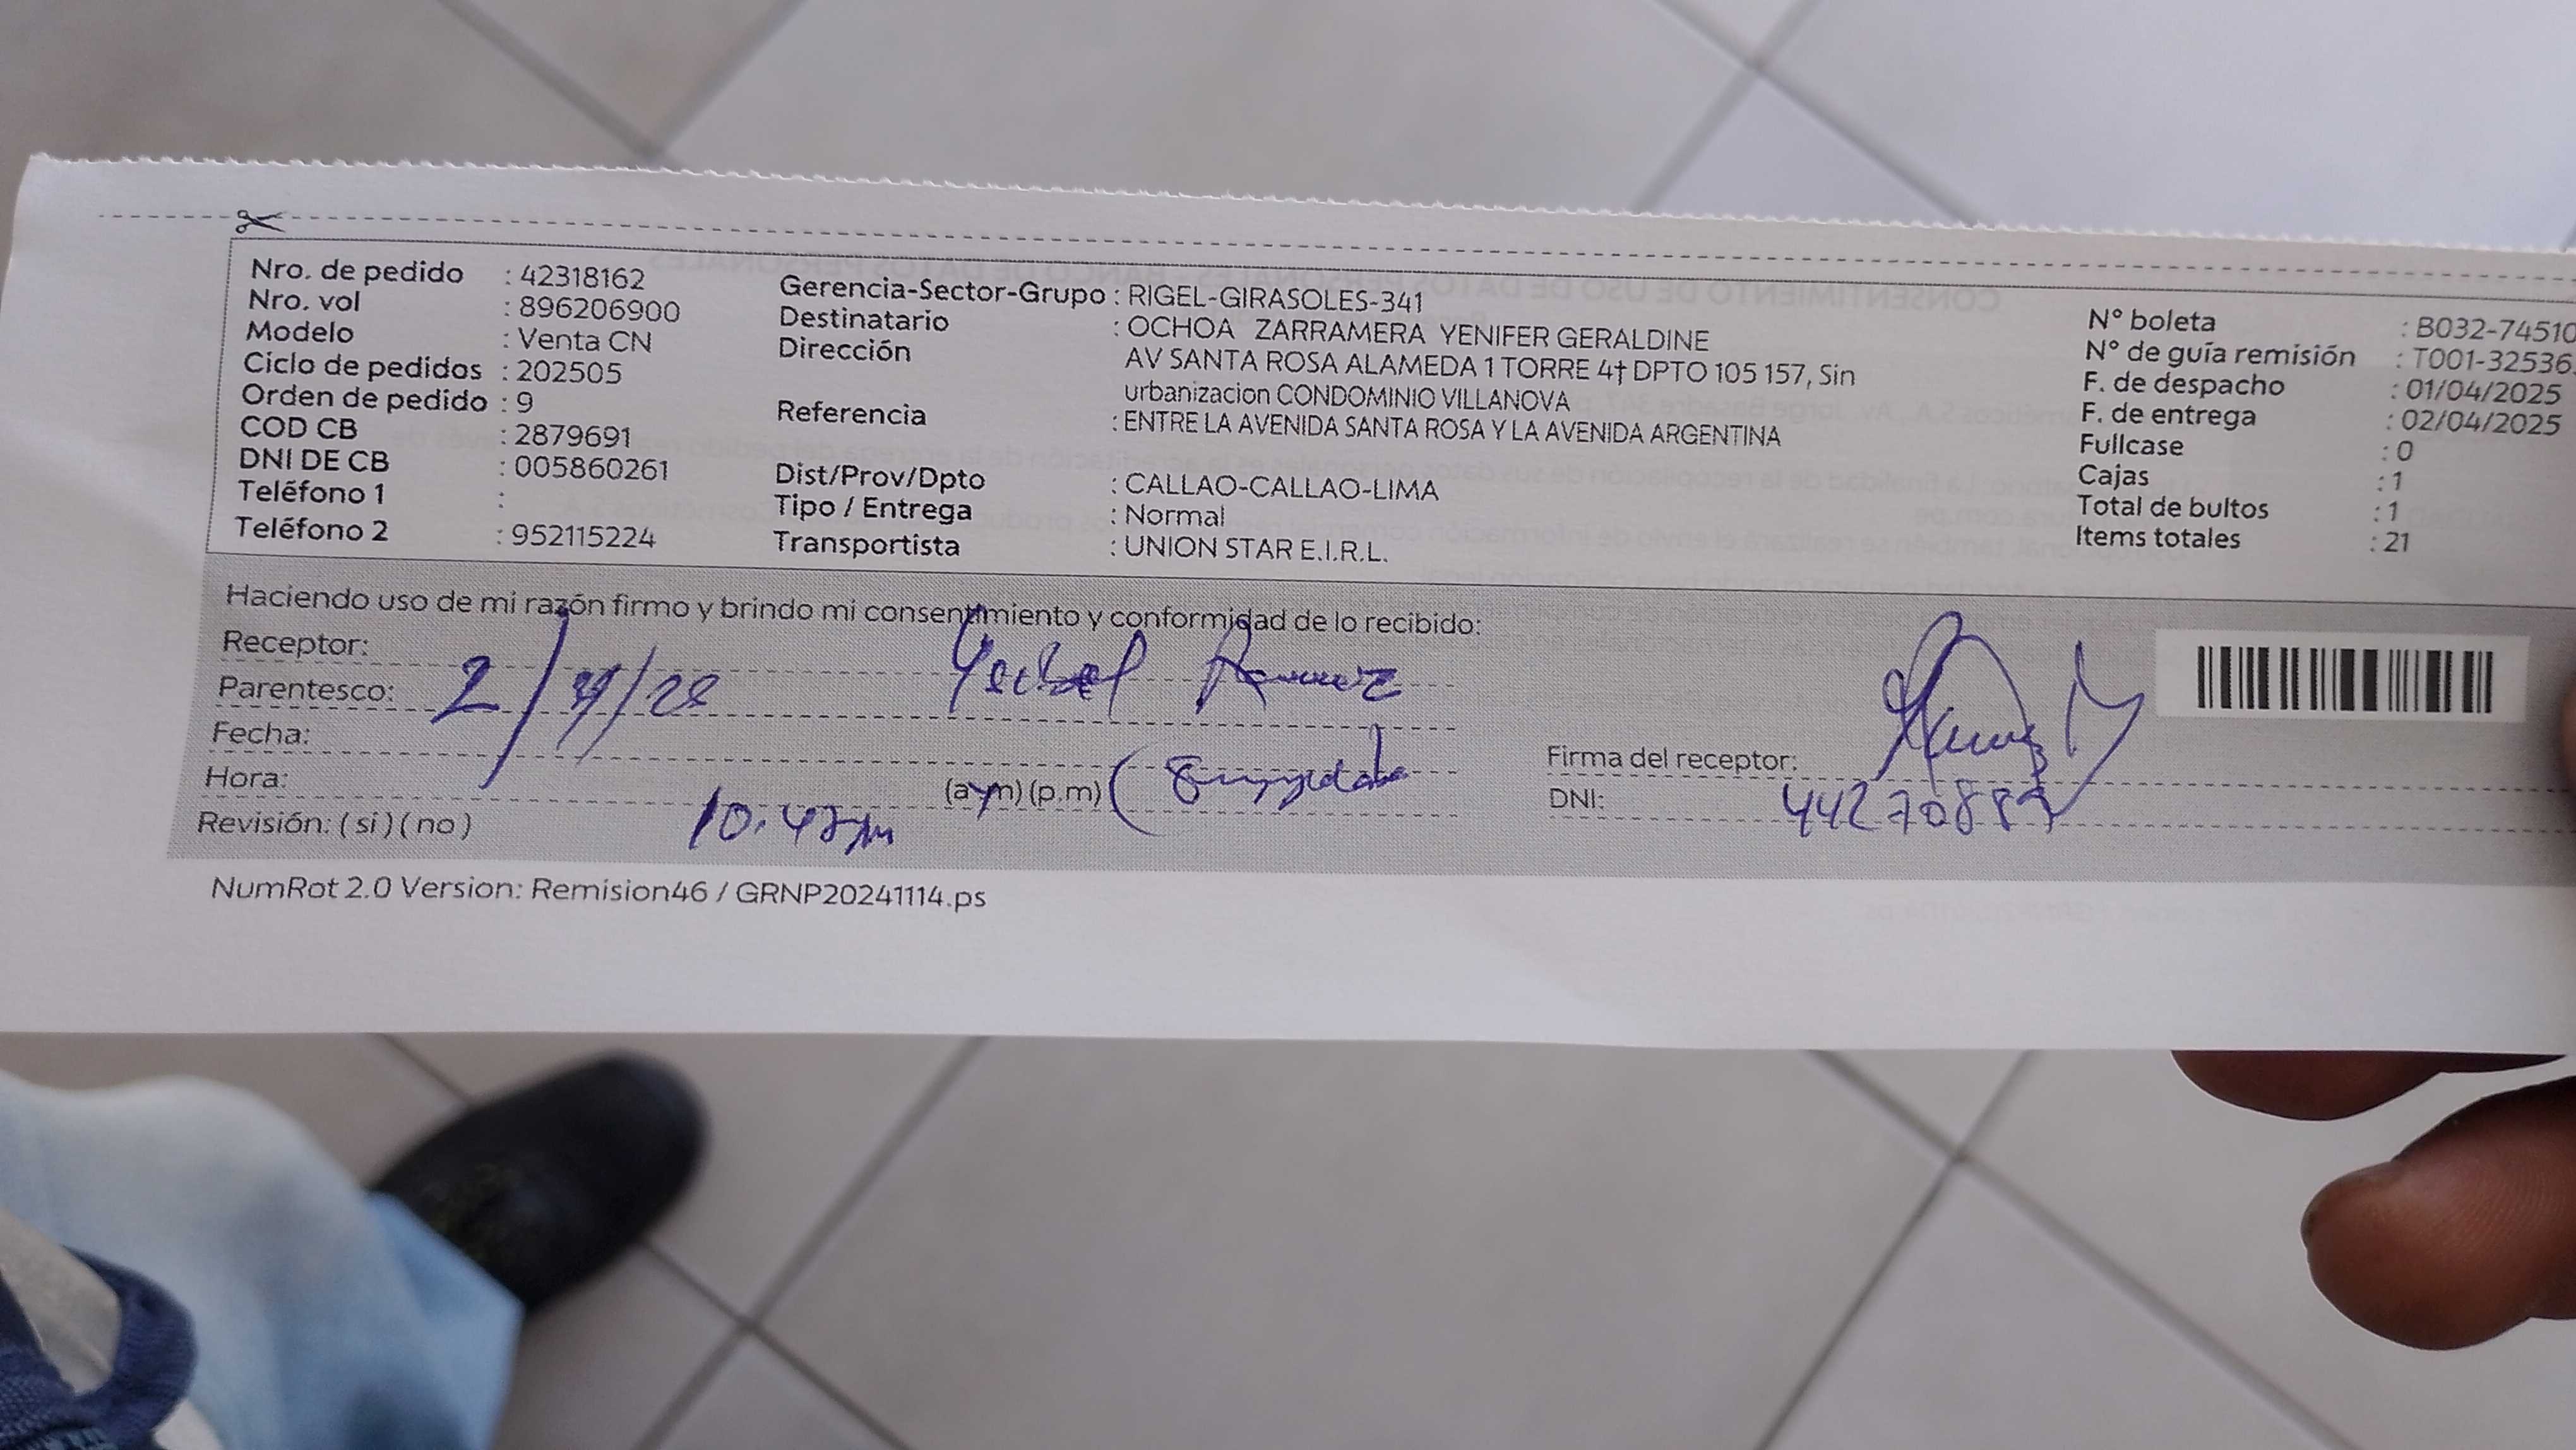 Nro. de pedido : 42318162
Nro. vol : 896206900
Modelo : Venta CN
Ciclo de pedidos : 202505
Orden de pedido : 9
COD CB : 2879691
DNI DE CB : 005860261
Teléfono 1 :
Teléfono 2 : 952115224
Gerencia-Sector-Grupo : RIGEL-GIRASOLES-341
Destinatario : OCHOA ZARRAMERA YENIFER GERALDINE
Dirección AV SANTA ROSA ALAMEDA 1 TORRE 4† DPTO 105 157, Sin
urbanizacion CONDOMINIO VILLANOVA
Referencia : ENTRE LA AVENIDA SANTA ROSA Y LA AVENIDA ARGENTINA
Dist/Prov/Dpto : CALLAO-CALLAO-LIMA
Tipo / Entrega : Normal
Transportista : UNION STAR E.I.R.L.
N° boleta : B032-74510
N° de guía remisión : T001-32536
F. de despacho : 01/04/2025
F. de entrega : 02/04/2025
Fullcase : 0
Cajas : 1
Total de bultos : 1
Items totales : 21
Haciendo uso de mi razón firmo y brindo mi consentimiento y conformidad de lo recibido:
Receptor:
Parentesco:
Fecha:
Hora: (a.m) (p.m)
Revisión: ( si ) ( no )
Firma del receptor:
DNI: 44270889
NumRot 2.0 Version: Remision46 / GRNP20241114.ps